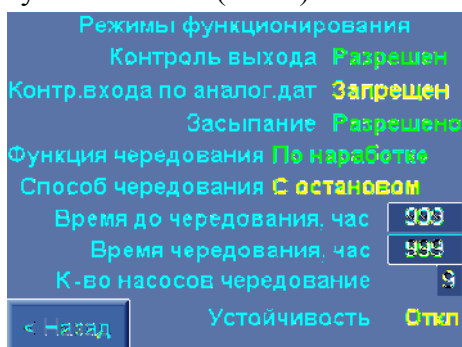 Режимы функционирования
Контроль выхода Разрешен
Контр.входа по аналог.дат Запрещен
Засыпание Разрешено
Функция чередования По наработке
Способ чередования С остановом
Время до чередования, час 999
Время чередования, час 999
К-во насосов чередование 9
< Назад Устойчивость Откл